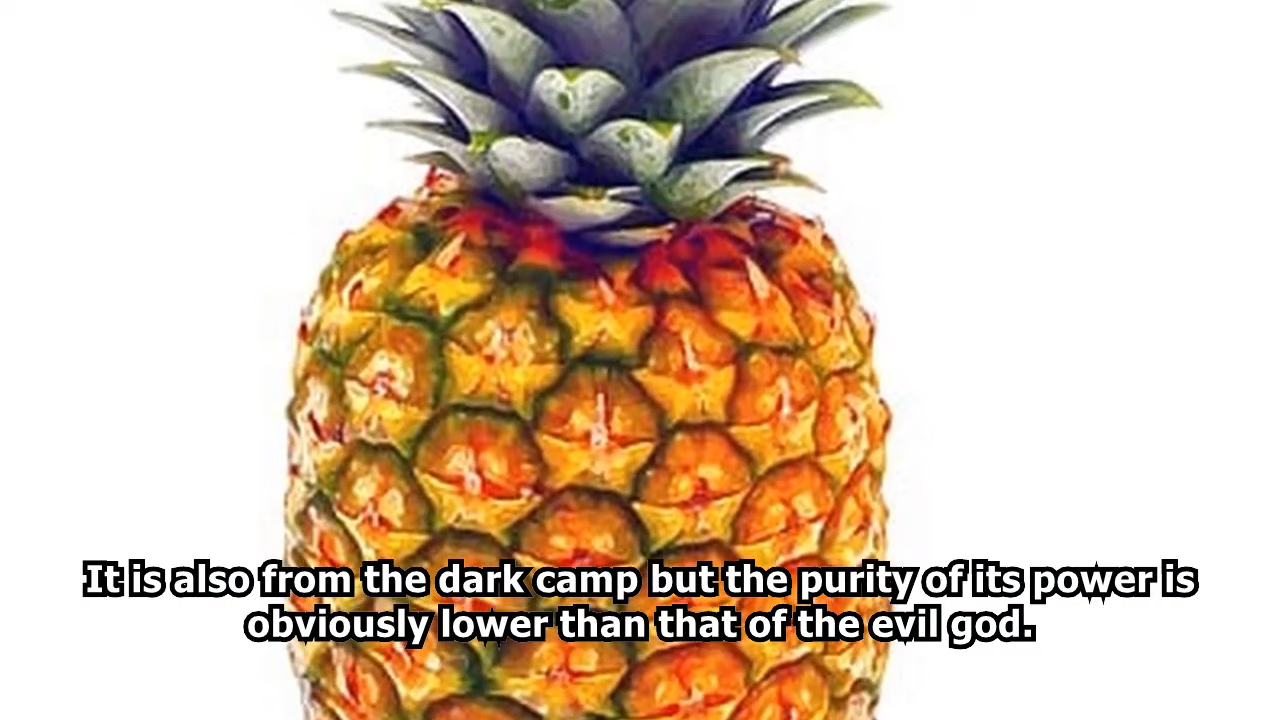 It is also from the dark camp but the purity of its power is
obviously lower than that of the evil god.